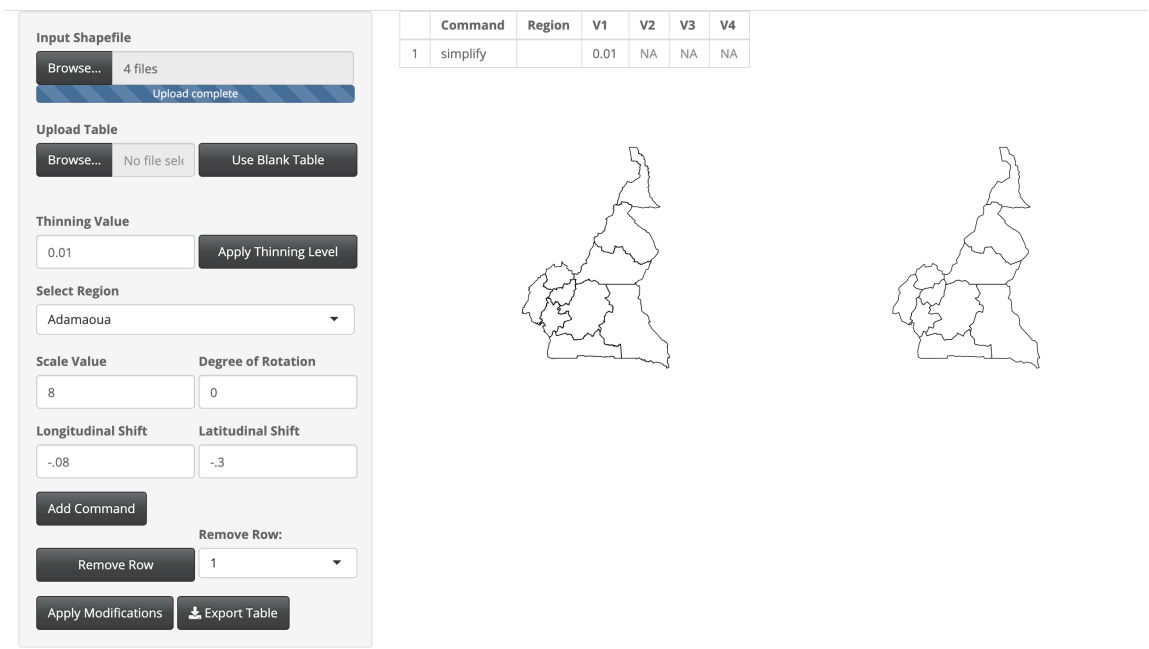 Input Shapefile
Browse... 4 files
Upload complete
Upload Table
Browse... No file sele Use Blank Table
Thinning Value
0.01 Apply Thinning Level
Select Region
Adamaoua
Scale Value Degree of Rotation
8 0
Longitudinal Shift Latitudinal Shift
-.08 -.3
Add Command
Remove Row:
Remove Row 1
Apply Modifications Export Table
Command Region V1 V2 V3 V4
1 simplify 0.01 NA NA NA